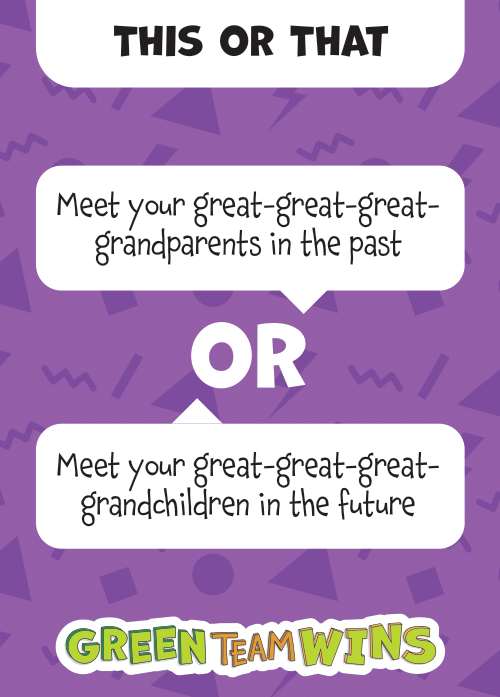 THIS OR THAT
Meet your great-great-great-
grandparents in the past
OR
Meet your great-great-great-
grandchildren in the future
GREEN TEAM WINS